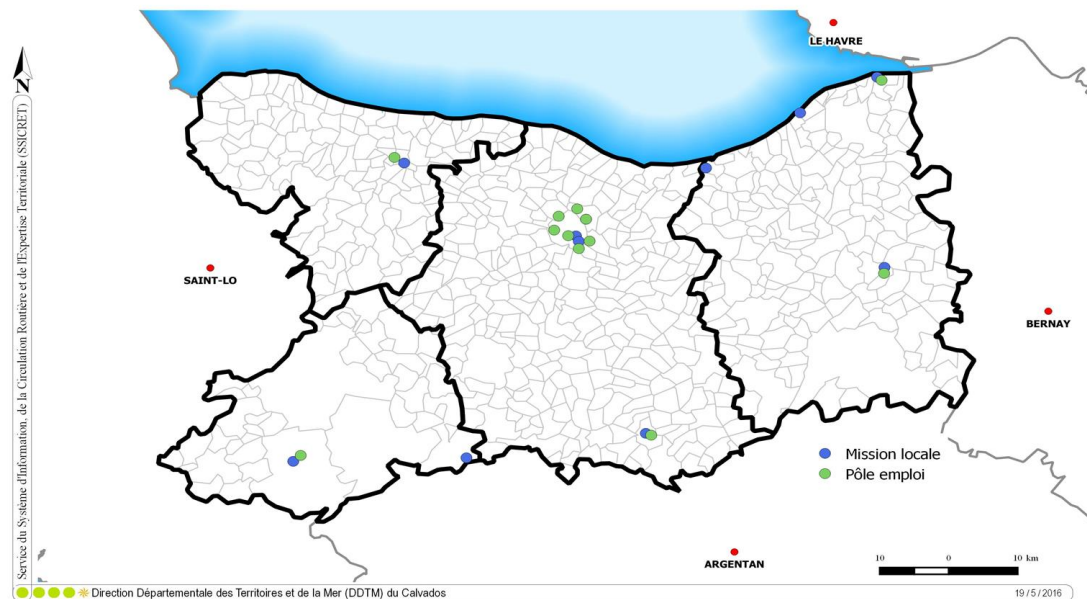 LE HAVRE
N
Service du Système d'Information, de la Circulation Routière et de l'Expertise Territoriale (SSICRET)
SAINT-LO
BERNAY
Mission locale
Pôle emploi
ARGENTAN
10 0 10 km
Direction Départementale des Territoires et de la Mer (DDTM) du Calvados
19 / 5 / 2016